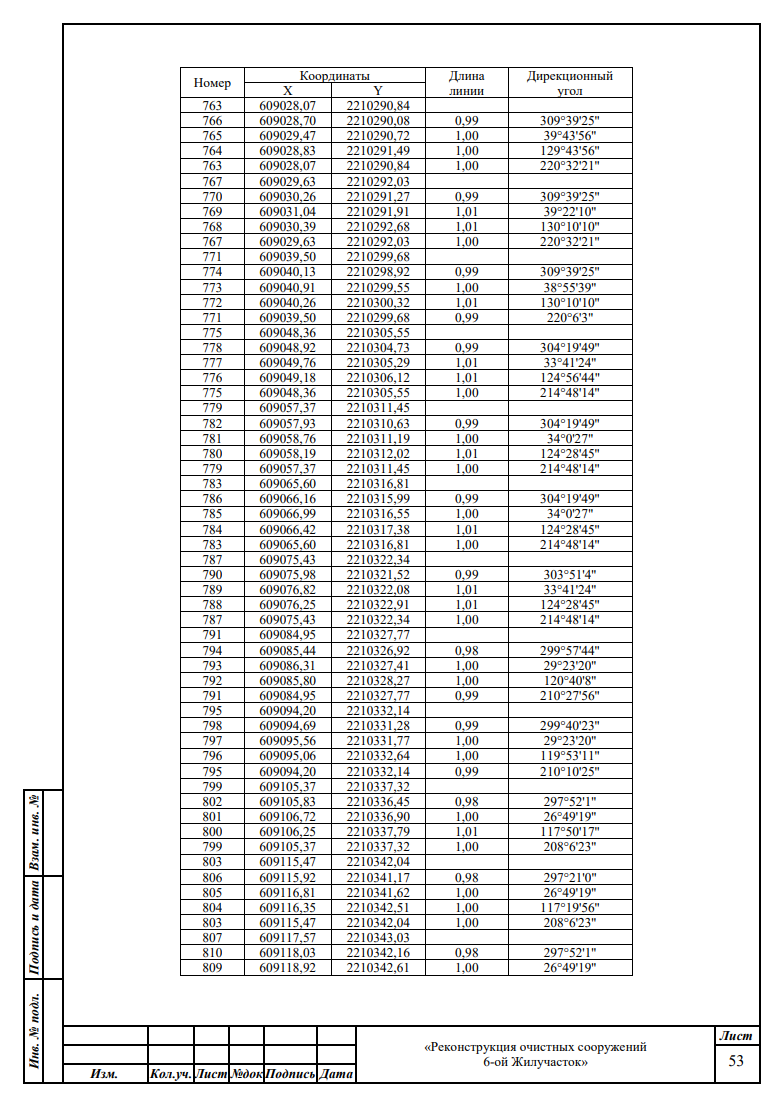 Номер Координаты Длина линии Дирекционный угол
X Y
763 609028,07 2210290,84
766 609028,70 2210290,08 0,99 309°39'25"
765 609029,47 2210290,72 1,00 39°43'56"
764 609028,83 2210291,49 1,00 129°43'56"
763 609028,07 2210290,84 1,00 220°32'21"
767 609029,63 2210292,03
770 609030,26 2210291,27 0,99 309°39'25"
769 609031,04 2210291,91 1,01 39°22'10"
768 609030,39 2210292,68 1,01 130°10'10"
767 609029,63 2210292,03 1,00 220°32'21"
771 609039,50 2210299,68
774 609040,13 2210298,92 0,99 309°39'25"
773 609040,91 2210299,55 1,00 38°55'39"
772 609040,26 2210300,32 1,01 130°10'10"
771 609039,50 2210299,68 0,99 220°6'3"
775 609048,36 2210305,55
778 609048,92 2210304,73 0,99 304°19'49"
777 609049,76 2210305,29 1,01 33°41'24"
776 609049,18 2210306,12 1,01 124°56'44"
775 609048,36 2210305,55 1,00 214°48'14"
779 609057,37 2210311,45
782 609057,93 2210310,63 0,99 304°19'49"
781 609058,76 2210311,19 1,00 34°0'27"
780 609058,19 2210312,02 1,01 124°28'45"
779 609057,37 2210311,45 1,00 214°48'14"
783 609065,60 2210316,81
786 609066,16 2210315,99 0,99 304°19'49"
785 609066,99 2210316,55 1,00 34°0'27"
784 609066,42 2210317,38 1,01 124°28'45"
783 609065,60 2210316,81 1,00 214°48'14"
787 609075,43 2210322,34
790 609075,98 2210321,52 0,99 303°51'4"
789 609076,82 2210322,08 1,01 33°41'24"
788 609076,25 2210322,91 1,01 124°28'45"
787 609075,43 2210322,34 1,00 214°48'14"
791 609084,95 2210327,77
794 609085,44 2210326,92 0,98 299°57'44"
793 609086,31 2210327,41 1,00 29°23'20"
792 609085,80 2210328,27 1,00 120°40'8"
791 609084,95 2210327,77 0,99 210°27'56"
795 609094,20 2210332,14
798 609094,69 2210331,28 0,99 299°40'23"
797 609095,56 2210331,77 1,00 29°23'20"
796 609095,06 2210332,64 1,00 119°53'11"
795 609094,20 2210332,14 0,99 210°10'25"
799 609105,37 2210337,32
802 609105,83 2210336,45 0,98 297°52'1"
801 609106,72 2210336,90 1,00 26°49'19"
800 609106,25 2210337,79 1,01 117°50'17"
799 609105,37 2210337,32 1,00 208°6'23"
803 609115,47 2210342,04
806 609115,92 2210341,17 0,98 297°21'0"
805 609116,81 2210341,62 1,00 26°49'19"
804 609116,35 2210342,51 1,00 117°19'56"
803 609115,47 2210342,04 1,00 208°6'23"
807 609117,57 2210343,03
810 609118,03 2210342,16 0,98 297°52'1"
809 609118,92 2210342,61 1,00 26°49'19"
Взам. инв. №
Подпись и дата
Инв. № подл.
Изм. Кол.уч. Лист №док Подпись Дата
«Реконструкция очистных сооружений
6-ой Жилучасток»
Лист
53